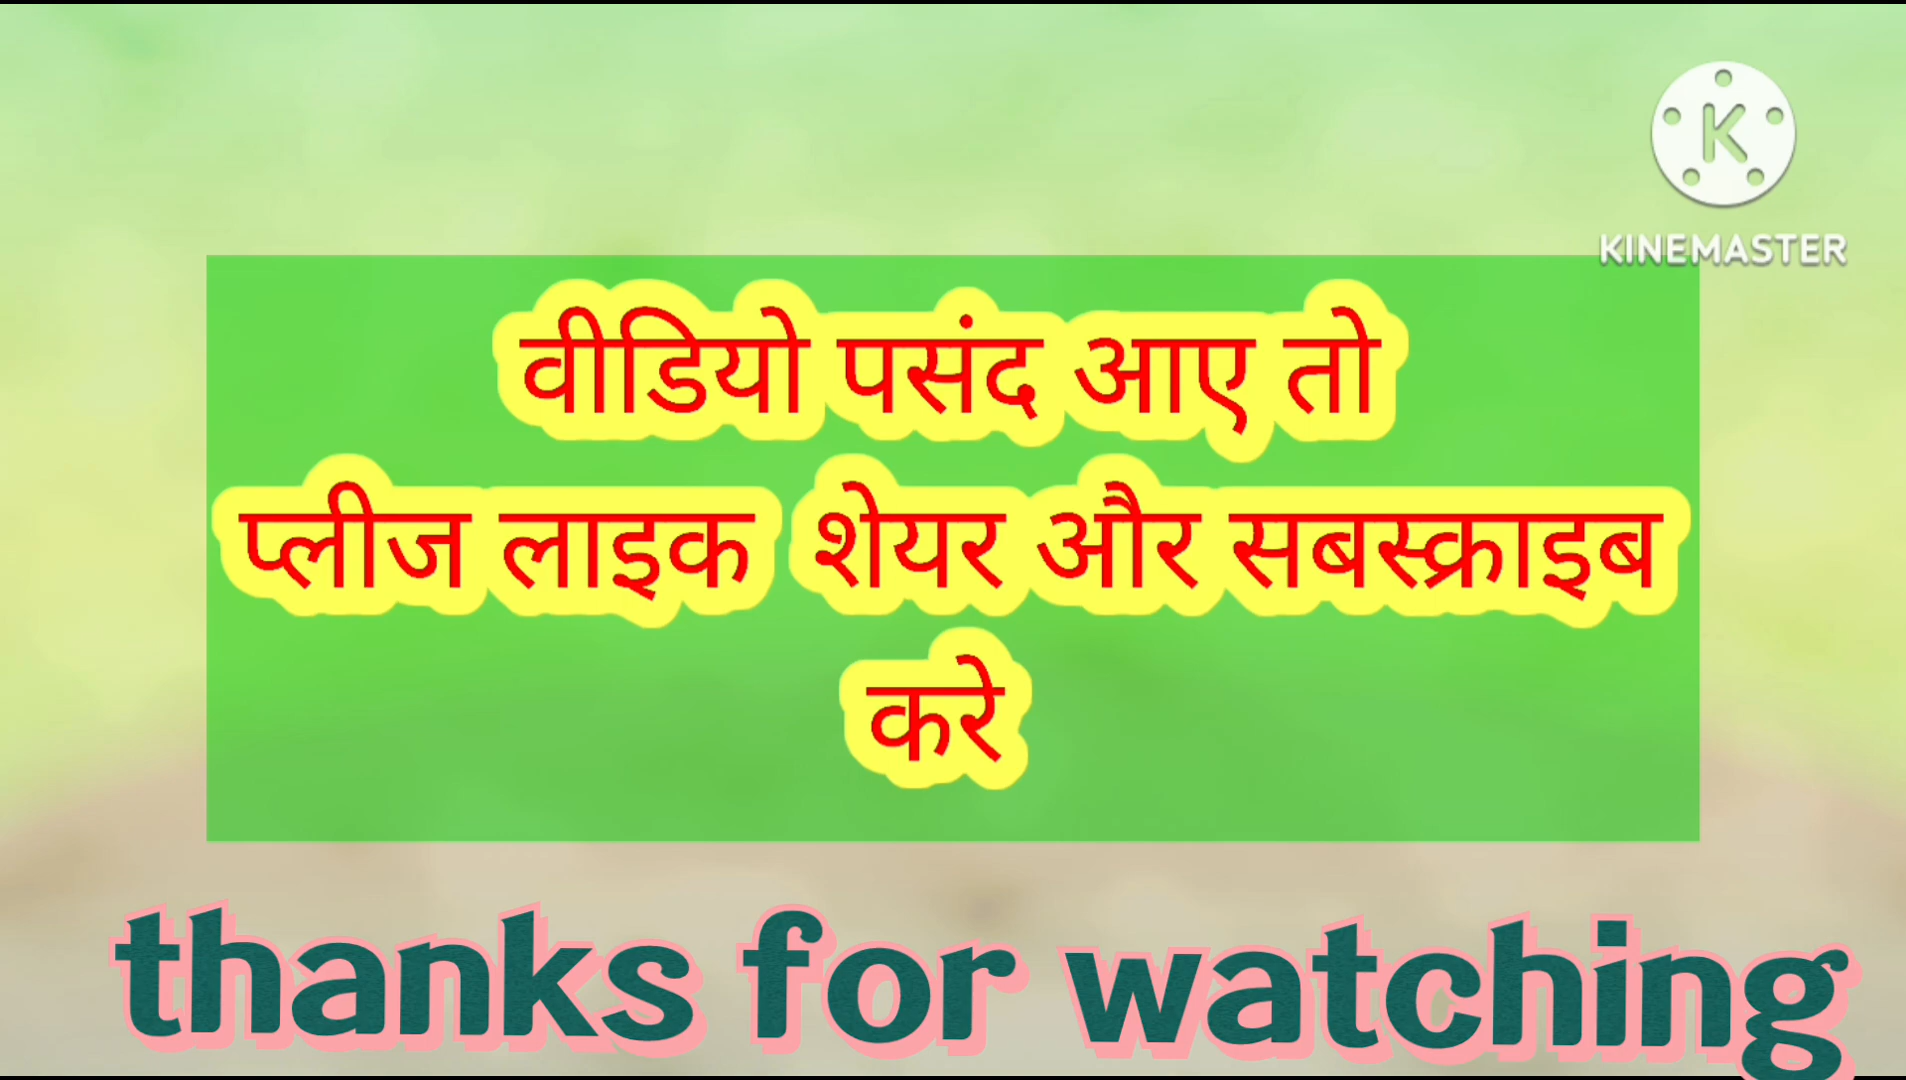 K
KINEMASTER
वीडियो पसंद आए तो
प्लीज लाइक शेयर और सबस्क्राइब
करे
thanks for watching